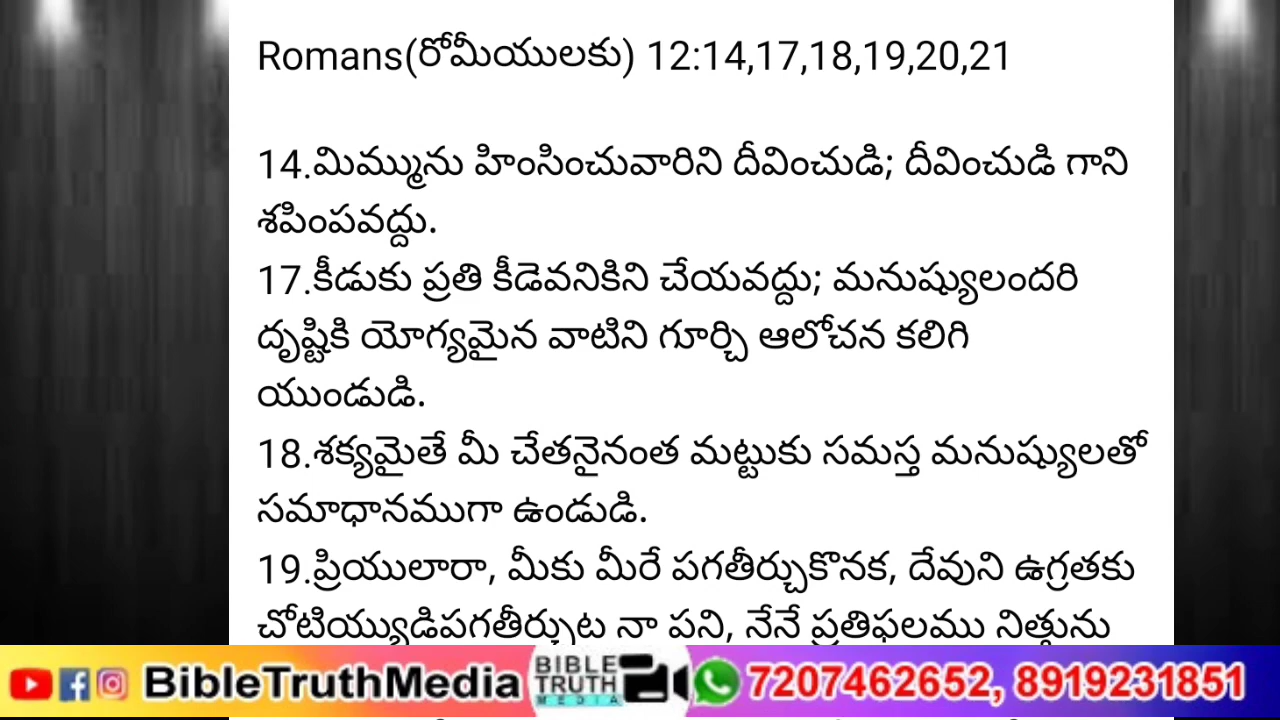 Romans(రోమీయులకు) 12:14,17,18,19,20,21
14.మిమ్మును హింసించువారిని దీవించుడి; దీవించుడి గాని
శపింపవద్దు.
17.కీడుకు ప్రతి కీడెవనికిని చేయవద్దు; మనుష్యులందరి
దృష్టికి యోగ్యమైన వాటిని గూర్చి ఆలోచన కలిగి
యుండుడి.
18.శక్యమైతే మీ చేతనైనంత మట్టుకు సమస్త మనుష్యులతో
సమాధానముగా ఉండుడి.
19.ప్రియులారా, మీకు మీరే పగతీర్చుకొనక, దేవుని ఉగ్రతకు
చోటియ్యుడిపగతీర్చుట నా పని, నేనే ప్రతిఫలము నిత్తును
BibleTruthMedia BIBLE TRUTH MEDIA 7207462652, 8919231851